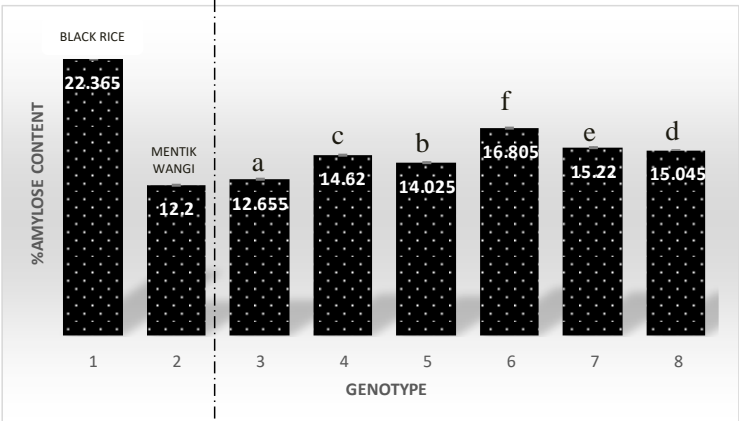 BLACK RICE
22.365
MENTIK
WANGI
12,2
a
12.655
c
14.62
b
14.025
f
16.805
e
15.22
d
15.045
%AMYLOSE CONTENT
1 2 3 4 5 6 7 8
GENOTYPE